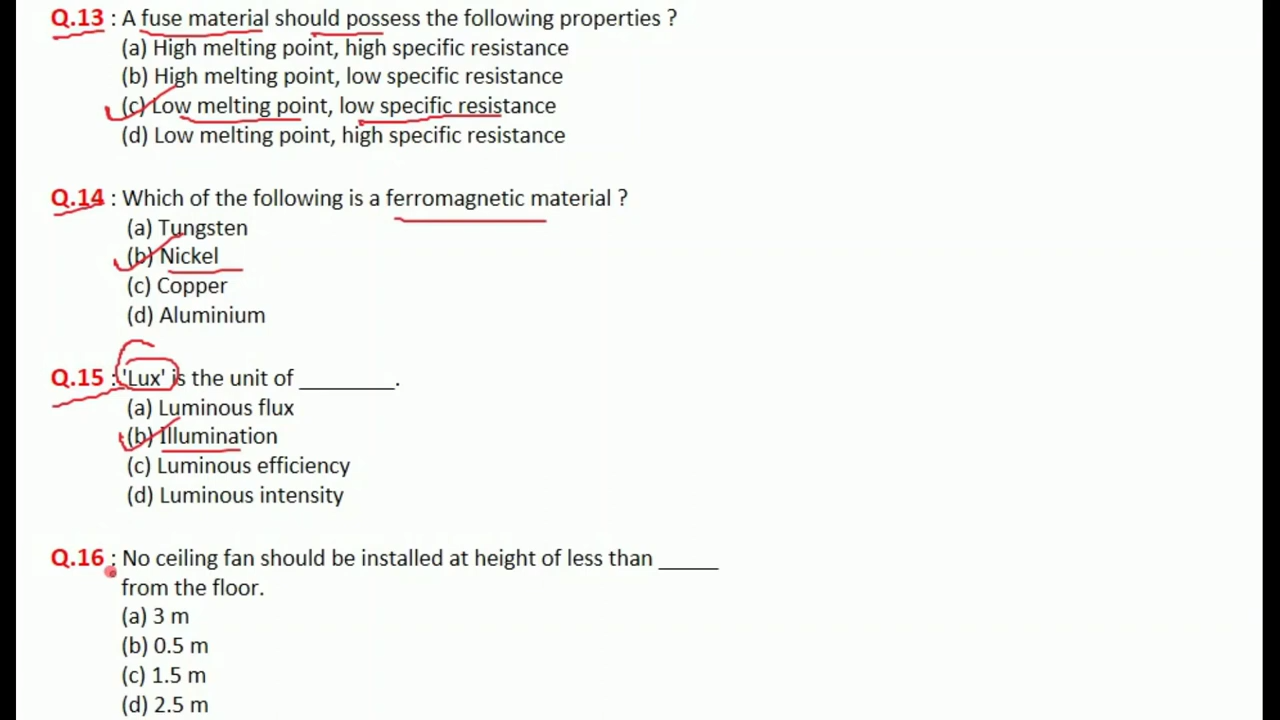 Q.13 : A fuse material should possess the following properties ?
(a) High melting point, high specific resistance
(b) High melting point, low specific resistance
(c) Low melting point, low specific resistance
(d) Low melting point, high specific resistance
Q.14 : Which of the following is a ferromagnetic material ?
(a) Tungsten
(b) Nickel
(c) Copper
(d) Aluminium
Q.15 : 'Lux' is the unit of ________.
(a) Luminous flux
(b) Illumination
(c) Luminous efficiency
(d) Luminous intensity
Q.16 : No ceiling fan should be installed at height of less than _____
from the floor.
(a) 3 m
(b) 0.5 m
(c) 1.5 m
(d) 2.5 m